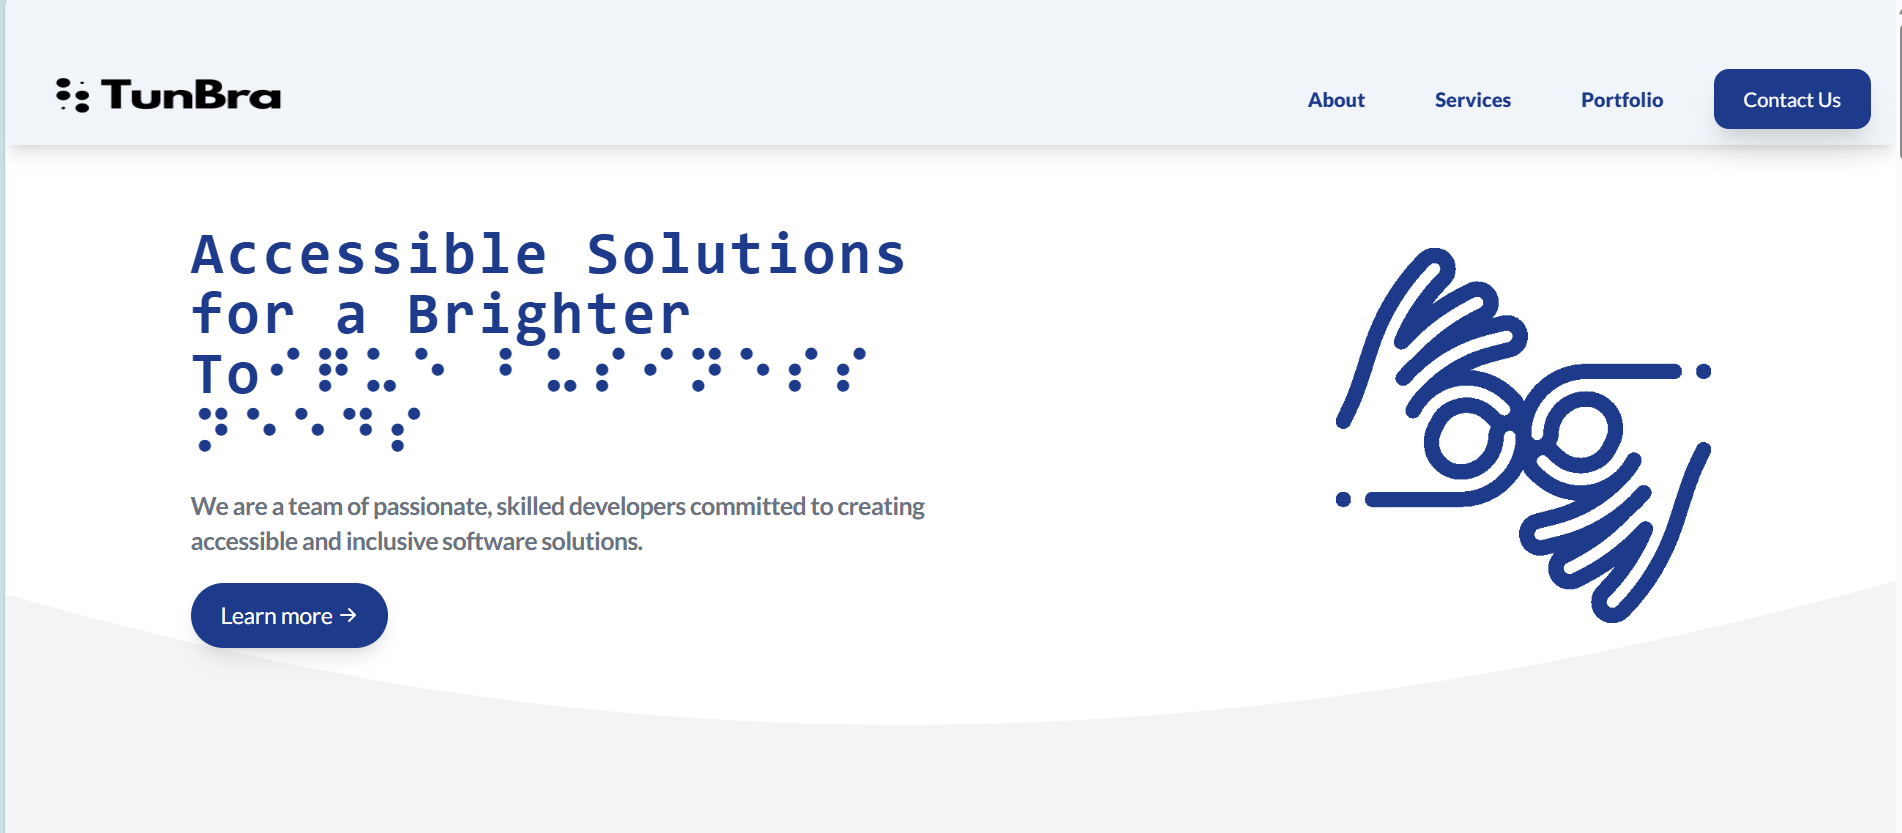 TunBra
About
Services
Portfolio
Contact Us
Accessible Solutions
for a Brighter
To⠊⠟⠥⠑ ⠃⠥⠎⠊⠝⠑⠎⠎
⠝⠑⠑⠙⠎
We are a team of passionate, skilled developers committed to creating
accessible and inclusive software solutions.
Learn more →